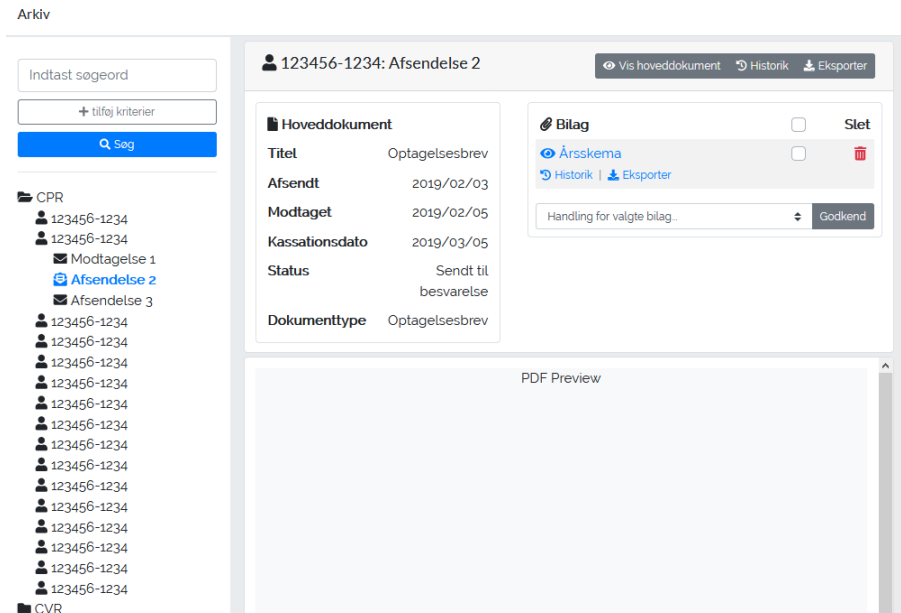 Arkiv
Indtast søgeord
tilføj kriterier
Søg
CPR
123456-1234
123456-1234
Modtagelse 1
Afsendelse 2
Afsendelse 3
123456-1234
123456-1234
123456-1234
123456-1234
123456-1234
123456-1234
123456-1234
123456-1234
123456-1234
123456-1234
123456-1234
123456-1234
123456-1234
123456-1234
CVR
123456-1234: Afsendelse 2
Vis hoveddokument Historik Eksporter
Hoveddokument
Titel Optagelsesbrev
Afsendt 2019/02/03
Modtaget 2019/02/05
Kassationsdato 2019/03/05
Status Sendt til
besvarelse
Dokumenttype Optagelsesbrev
Bilag Slet
Årsskema
Historik | Eksporter
Handling for valgte bilag... Godkend
PDF Preview